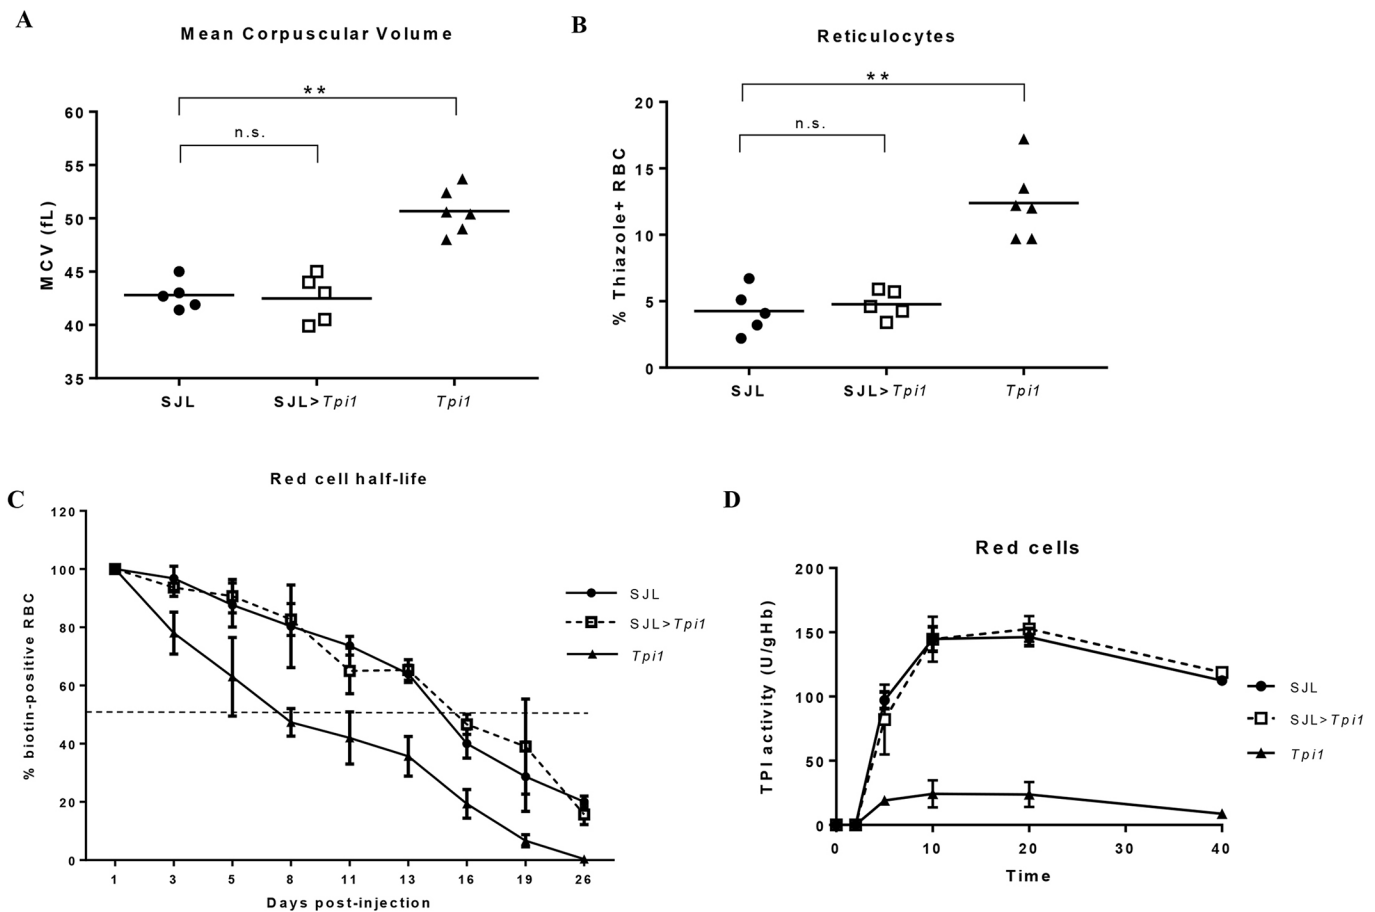 A
Mean Corpuscular Volume
**
n.s.
60
55
50
45
40
35
MCV (fL)
SJL
SJL>Tpi1
Tpi1
B
Reticulocytes
**
n.s.
20
15
10
5
0
% Thiazole+ RBC
SJL
SJL>Tpi1
Tpi1
C
Red cell half-life
120
100
80
60
40
20
0
% biotin-positive RBC
1 3 5 8 11 13 16 19 26
Days post-injection
SJL
SJL>Tpi1
Tpi1
D
Red cells
200
150
100
50
0
TPI activity (U/gHb)
0 10 20 30 40
Time
SJL
SJL>Tpi1
Tpi1